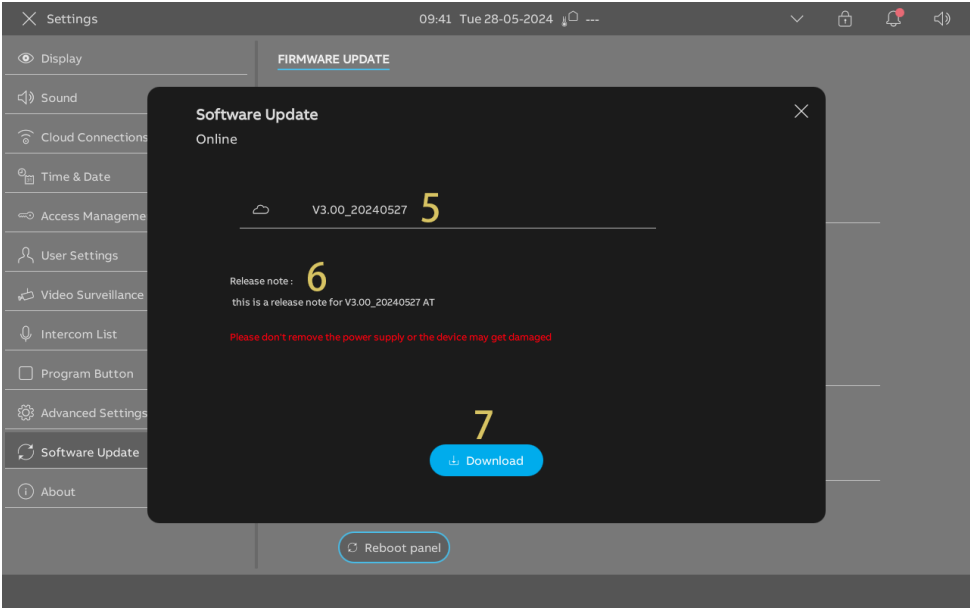 Settings
09:41 Tue 28-05-2024 ---
Display
FIRMWARE UPDATE
Sound
Cloud Connections
Time & Date
Access Manageme
User Settings
Video Surveillance
Intercom List
Program Button
Advanced Settings
Software Update
About
Software Update
Online
V3.00_20240527 5
Release note : 6
this is a release note for V3.00_20240527 AT
Please don't remove the power supply or the device may get damaged
7
Download
Reboot panel